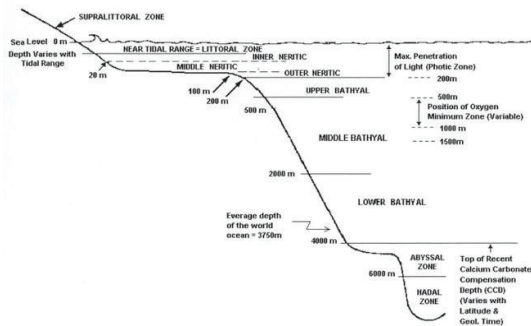 SUPRALITTORAL ZONE
Sea Level 0 m
Depth Varies with
Tidal Range
NEAR TIDAL RANGE = LITTORAL ZONE
INNER NERITIC
20 m
MIDDLE NERITIC
OUTER NERITIC
100 m
200 m
UPPER BATHYAL
500 m
MIDDLE BATHYAL
2000 m
LOWER BATHYAL
Everage depth
of the world
ocean = 3750m
4000 m
ABYSSAL
ZONE
6000 m
HADAL
ZONE
Max. Penetration
of Light (Photic Zone)
200m
500m
Position of Oxygen
Minimum Zone (Variable)
1000 m
1500m
Top of Recent
Calcium Carbonate
Compensation
Depth (CCD)
(Varies with
Latitude &
Geol. Time)